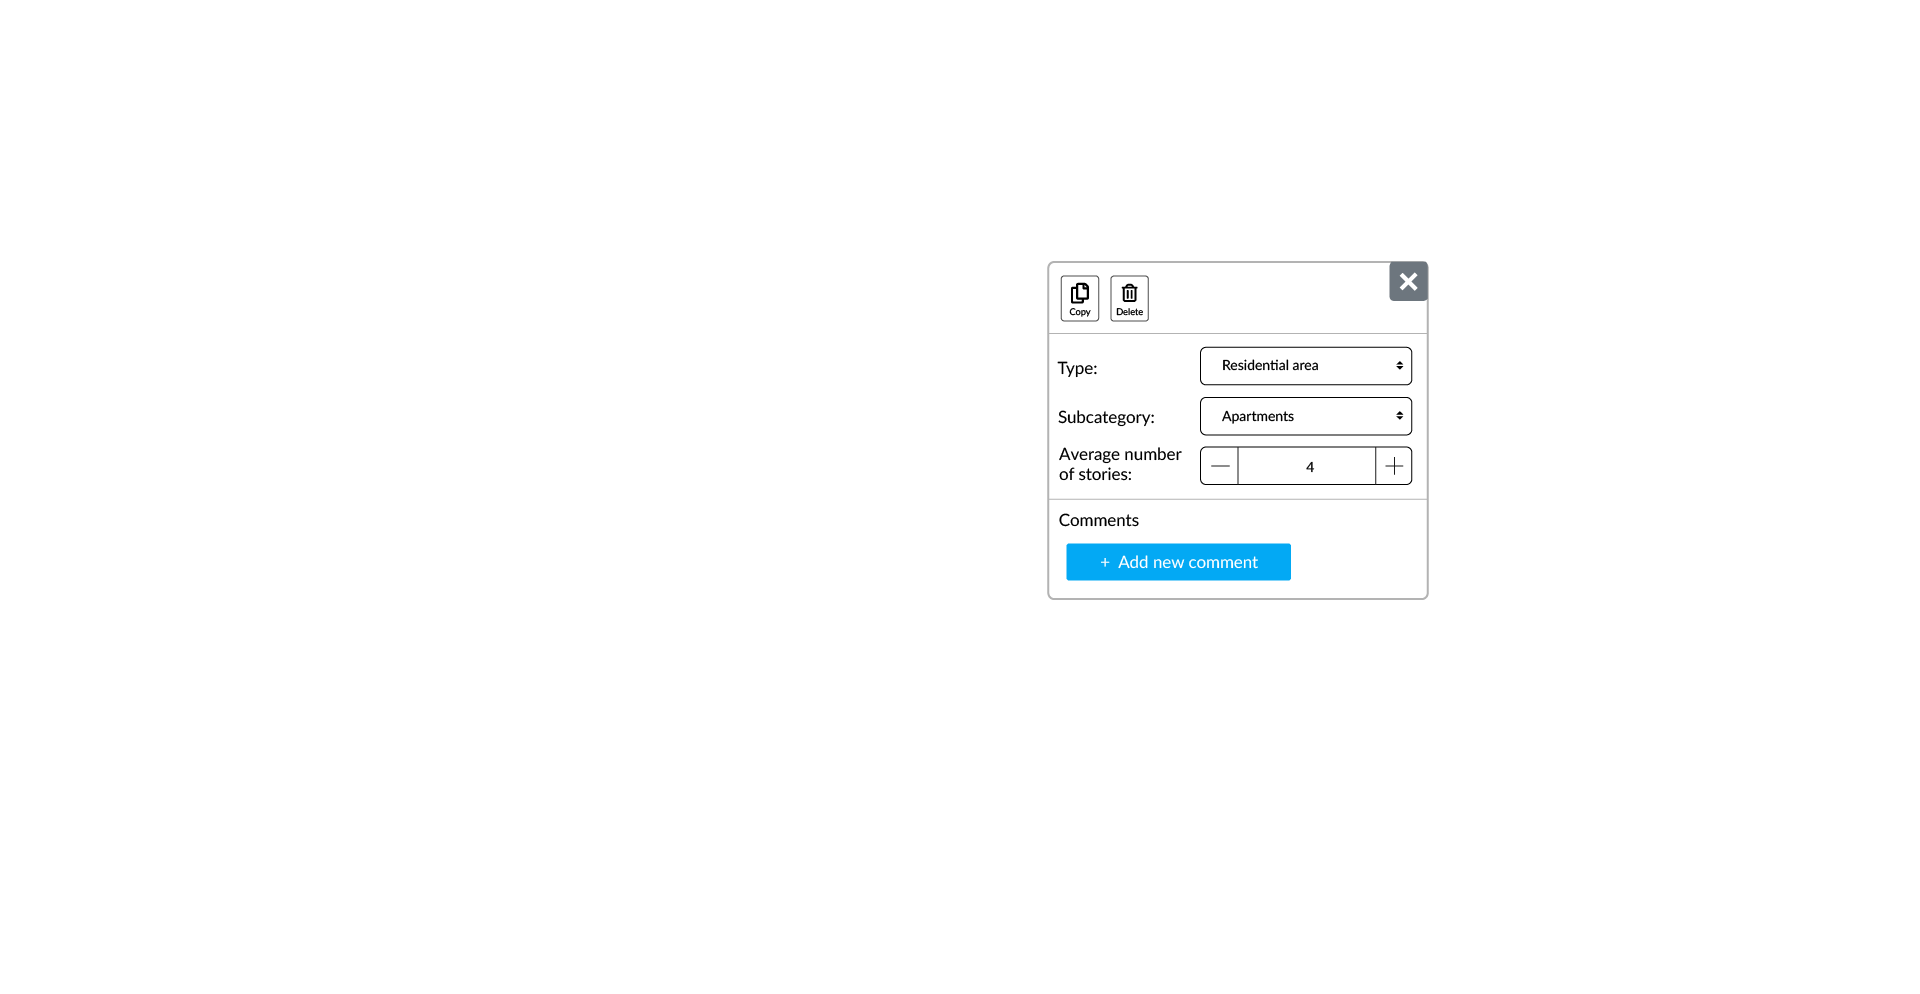 Copy
Delete
Type:
Residential area
Subcategory:
Apartments
Average number
of stories:
4
Comments
+ Add new comment